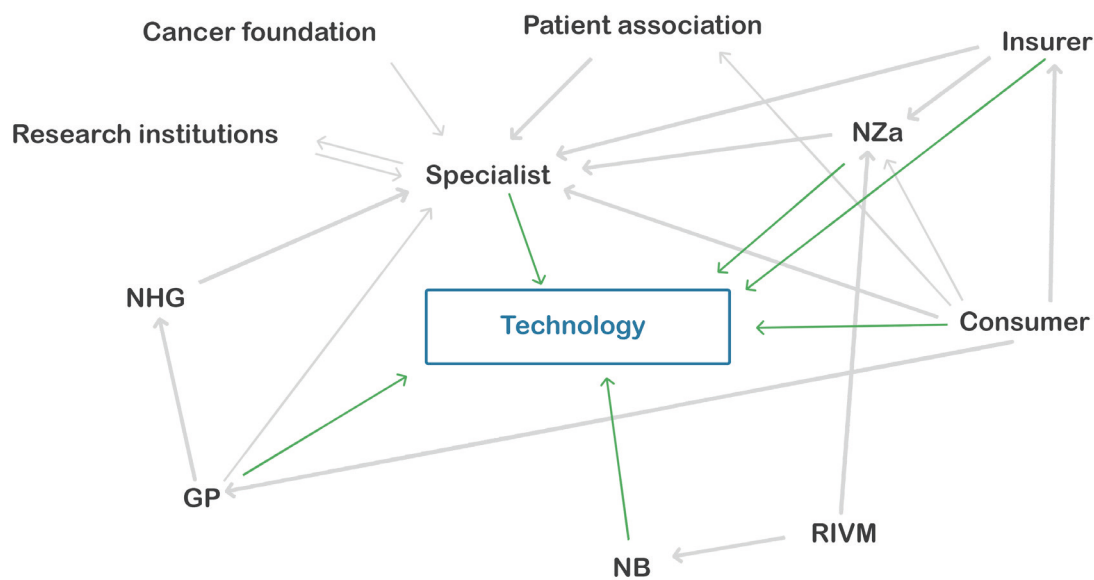 Cancer foundation
Patient association
Insurer
Research institutions
NZa
Specialist
NHG
Technology
Consumer
GP
RIVM
NB